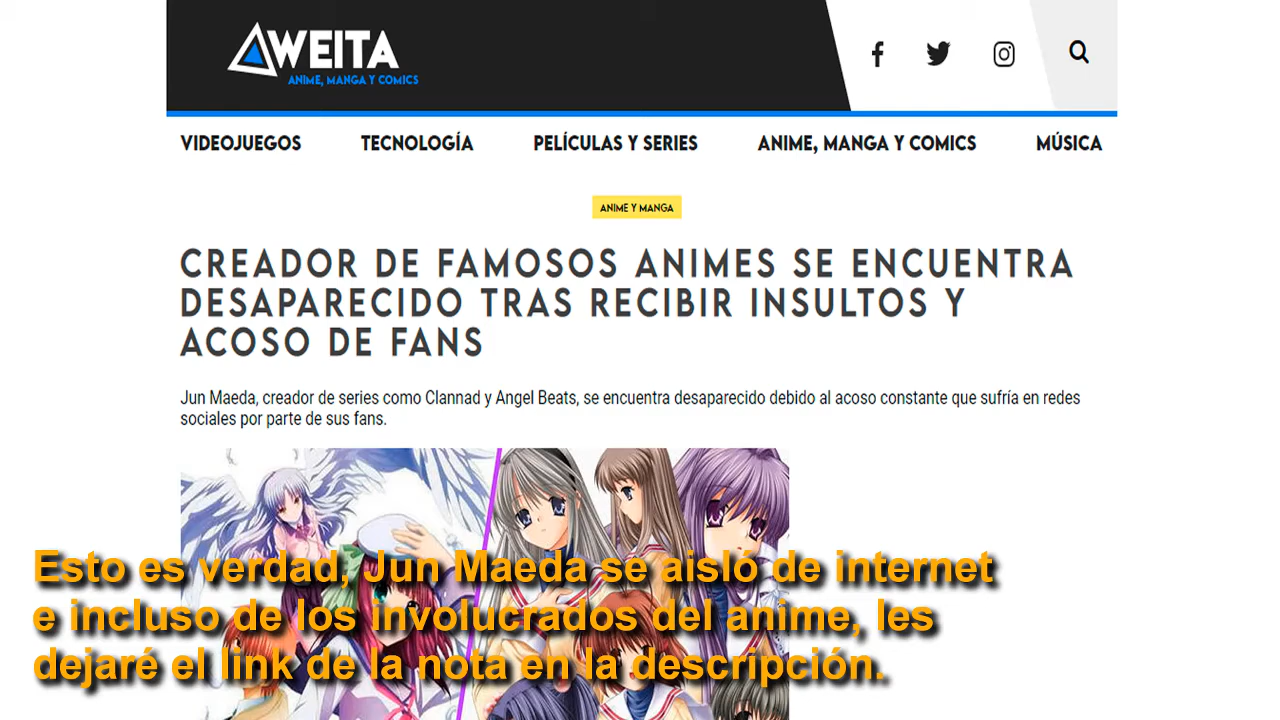 AWEITA
ANIME, MANGA Y COMICS
VIDEOJUEGOS TECNOLOGÍA PELÍCULAS Y SERIES ANIME, MANGA Y COMICS MÚSICA
ANIME Y MANGA
CREADOR DE FAMOSOS ANIMES SE ENCUENTRA
DESAPARECIDO TRAS RECIBIR INSULTOS Y
ACOSO DE FANS
Jun Maeda, creador de series como Clannad y Angel Beats, se encuentra desaparecido debido al acoso constante que sufría en redes
sociales por parte de sus fans.
Esto es verdad, Jun Maeda se aisló de internet
e incluso de los involucrados del anime, les
dejaré el link de la nota en la descripción.